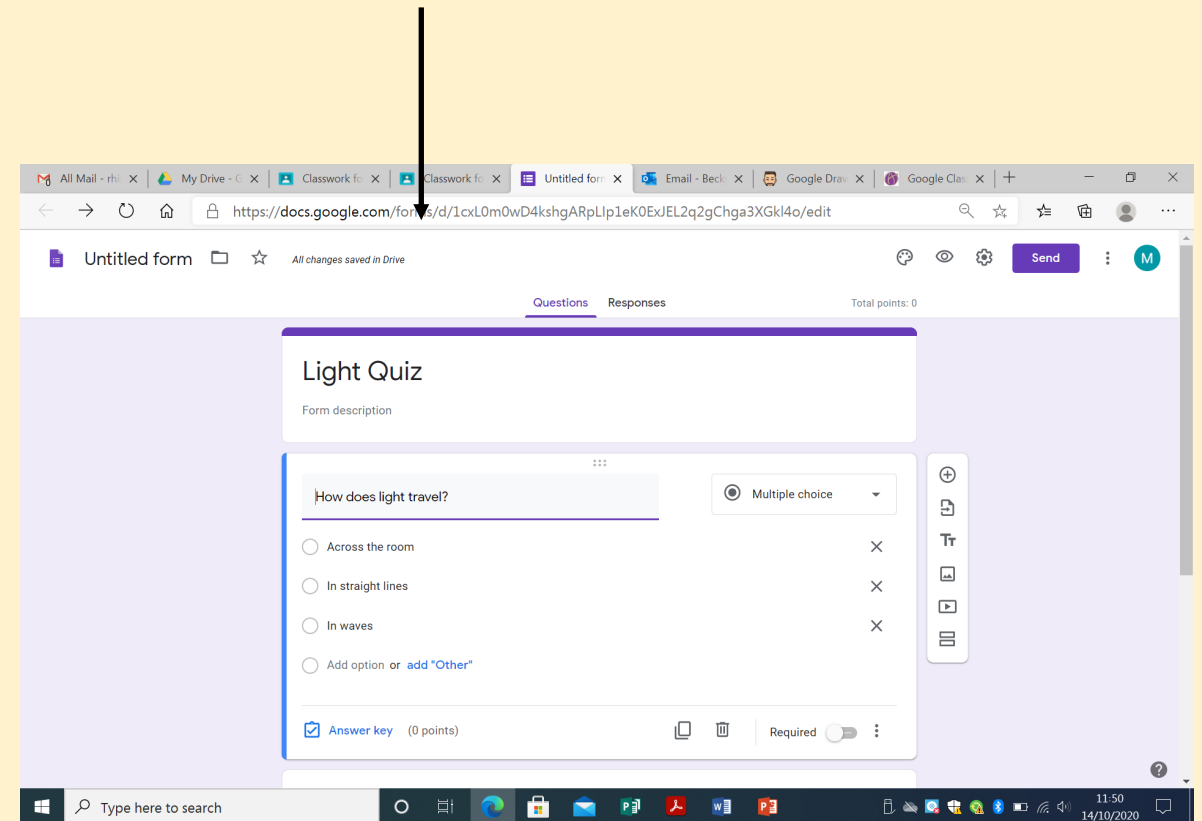 All Mail - rhi
My Drive - G
Classwork fo
Classwork fo
Untitled form
Email - Beck
Google Draw
Google Clas
https://docs.google.com/forms/d/1cxL0m0wD4kshgARpLIp1eK0ExJEL2q2gChga3XGkl4o/edit
Untitled form All changes saved in Drive Send M
Questions Responses Total points: 0
Light Quiz
Form description
How does light travel? Multiple choice
Across the room
In straight lines
In waves
Add option or add "Other"
Answer key (0 points) Required
Type here to search 11:50
14/10/2020